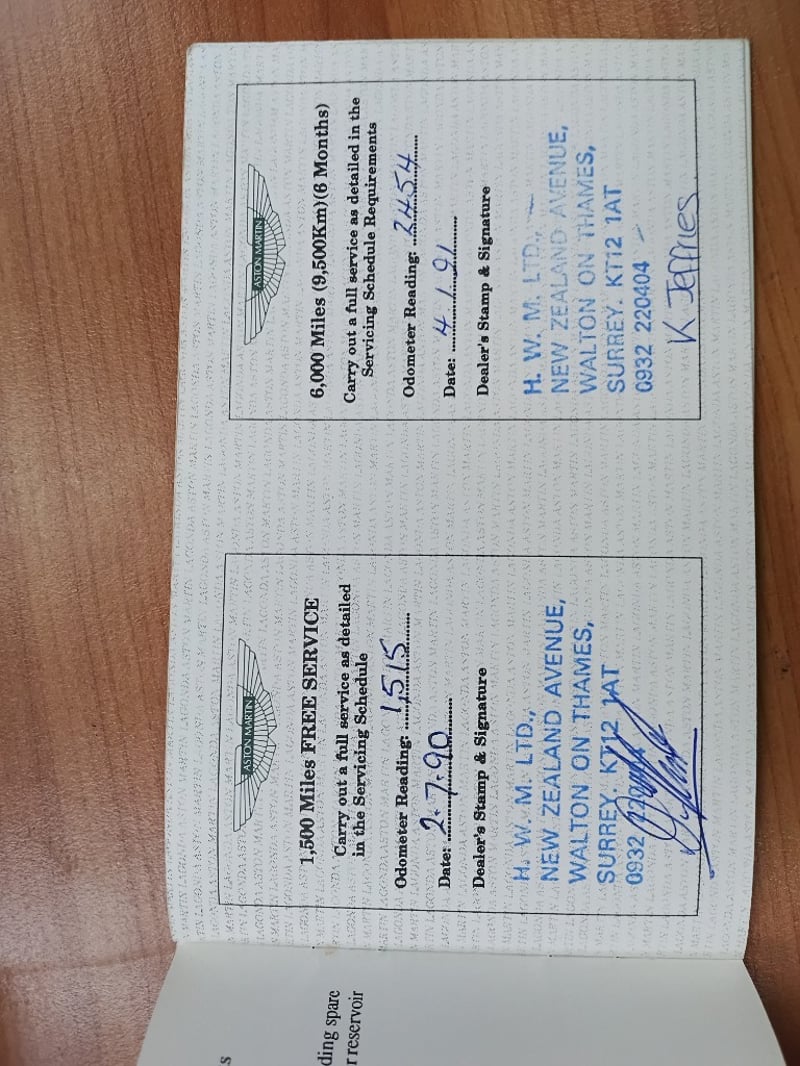 ASTON MARTIN
1,500 Miles FREE SERVICE
Carry out a full service as detailed
in the Servicing Schedule
Odometer Reading: 1,515
Date: 2.7.90
Dealer's Stamp & Signature
H. W. M. LTD.,
NEW ZEALAND AVENUE,
WALTON ON THAMES,
SURREY. KT12 1AT
0932 220404
ASTON MARTIN
6,000 Miles (9,500Km)(6 Months)
Carry out a full service as detailed in the
Servicing Schedule Requirements
Odometer Reading: 2454
Date: 4.1.91
Dealer's Stamp & Signature
H. W. M. LTD.,
NEW ZEALAND AVENUE,
WALTON ON THAMES,
SURREY. KT12 1AT
0932 220404
K Jeffries
ding spare
r reservoir